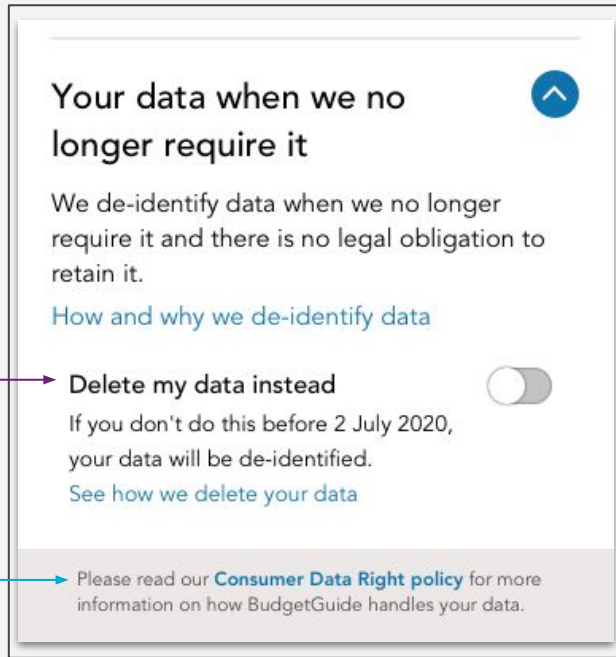 Your data when we no
longer require it
We de-identify data when we no longer
require it and there is no legal obligation to
retain it.
How and why we de-identify data
Delete my data instead
If you don't do this before 2 July 2020,
your data will be de-identified.
See how we delete your data
Please read our Consumer Data Right policy for more
information on how BudgetGuide handles your data.